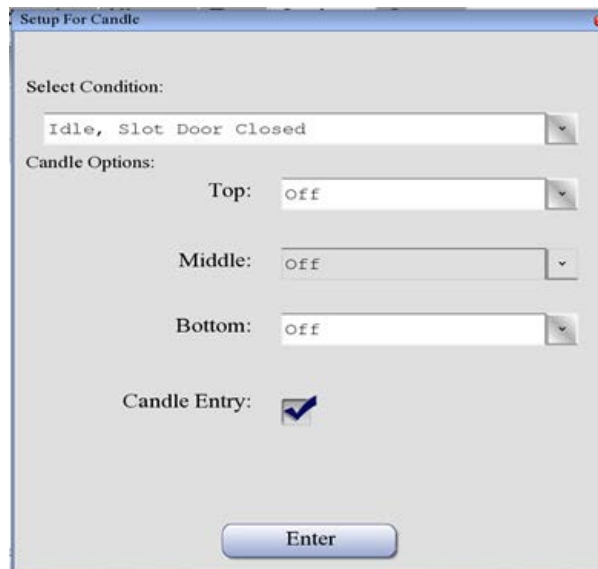 Setup For Candle
Select Condition:
Idle, Slot Door Closed
Candle Options:
Top: Off
Middle: Off
Bottom: Off
Candle Entry:
Enter